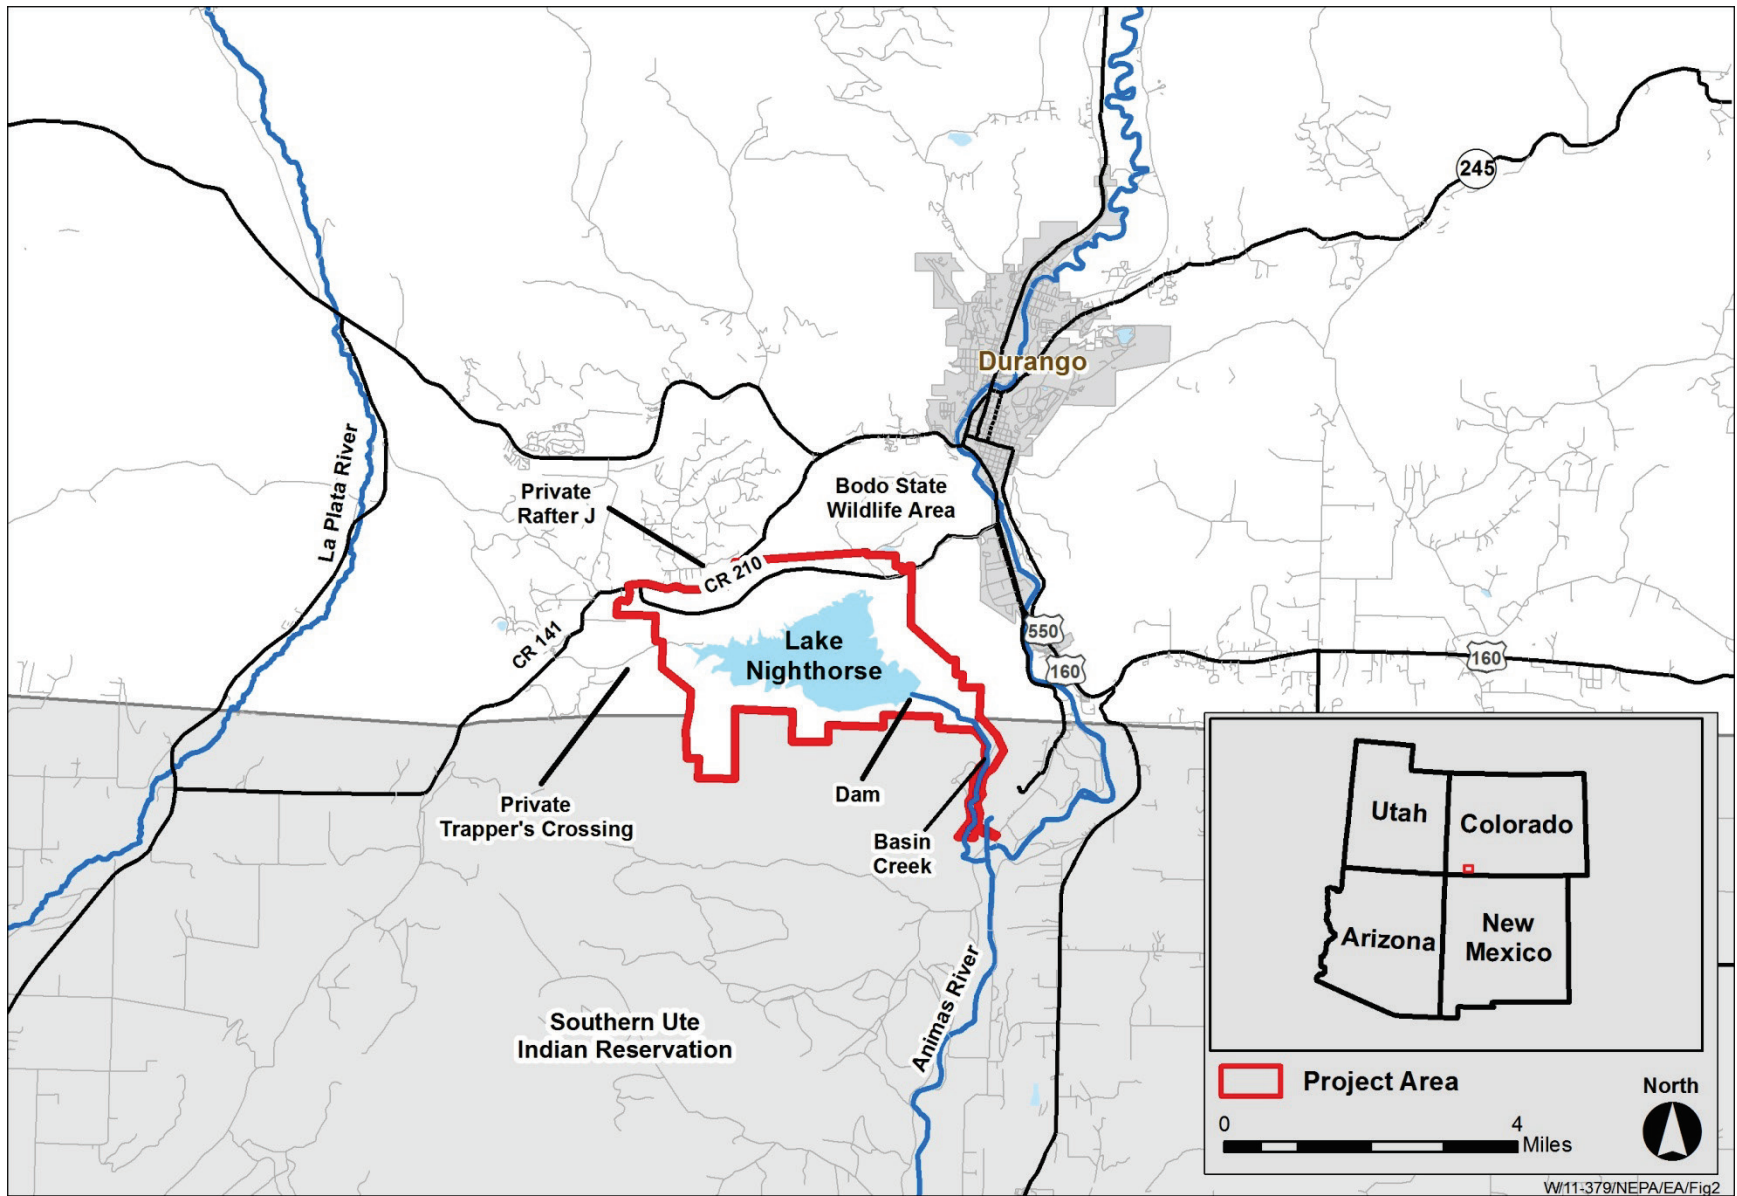 245
Durango
La Plata River
Private
Rafter J
Bodo State
Wildlife Area
CR 210
CR 141
Lake
Nighthorse
550
160
160
Private
Trapper's Crossing
Dam
Basin
Creek
Animas River
Southern Ute
Indian Reservation
Utah
Colorado
Arizona
New
Mexico
Project Area
North
0
4
Miles
W/11-379/NEPA/EA/Fig2